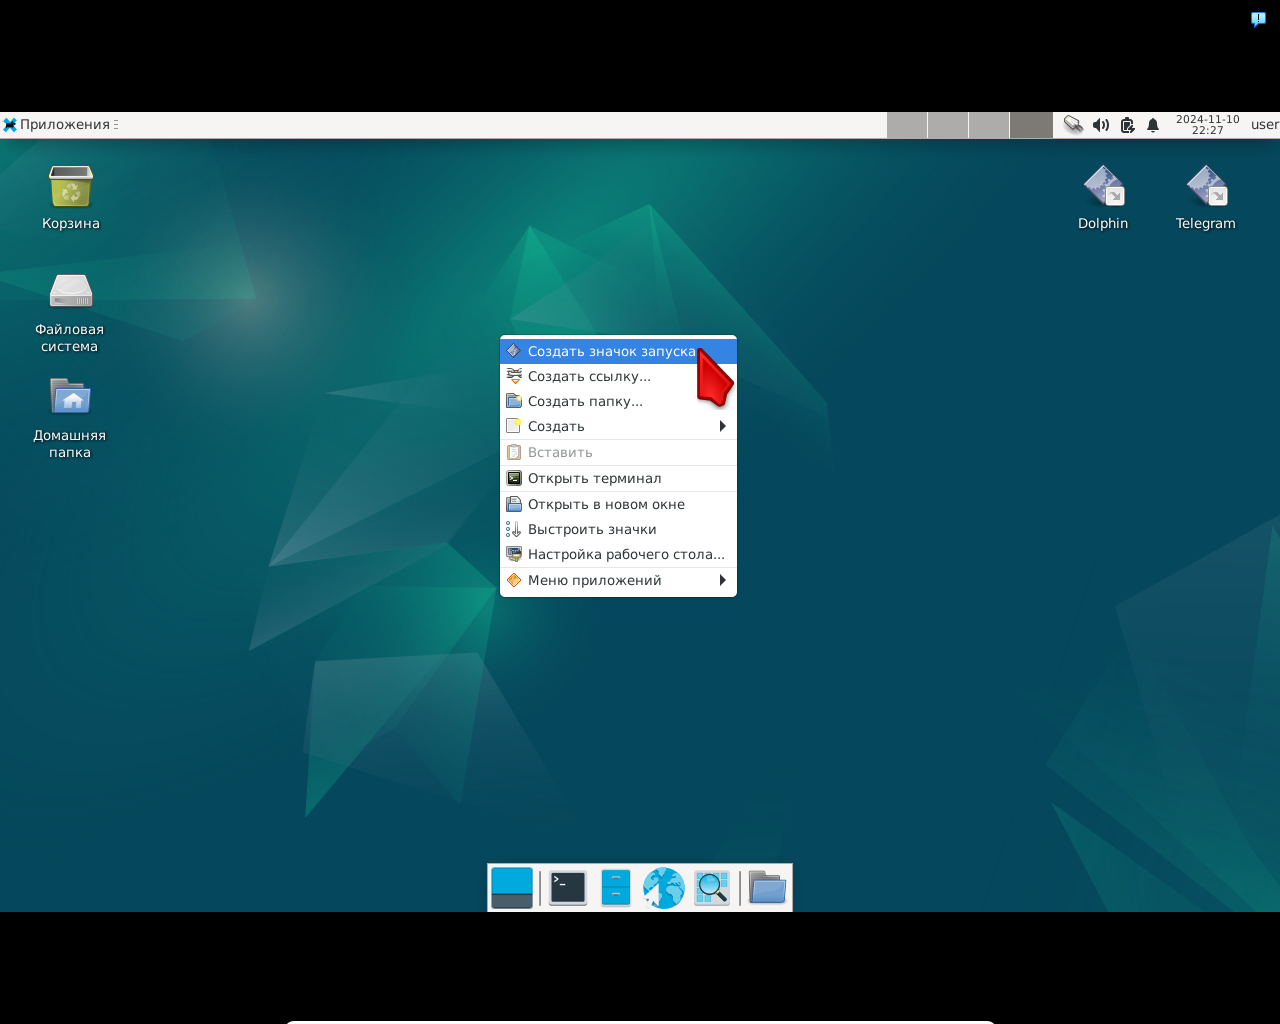 Приложения
2024-11-10
22:27
user
Корзина
Dolphin
Telegram
Файловая
система
Домашняя
папка
Создать значок запуска
Создать ссылку...
Создать папку...
Создать
Вставить
Открыть терминал
Открыть в новом окне
Выстроить значки
Настройка рабочего стола...
Меню приложений